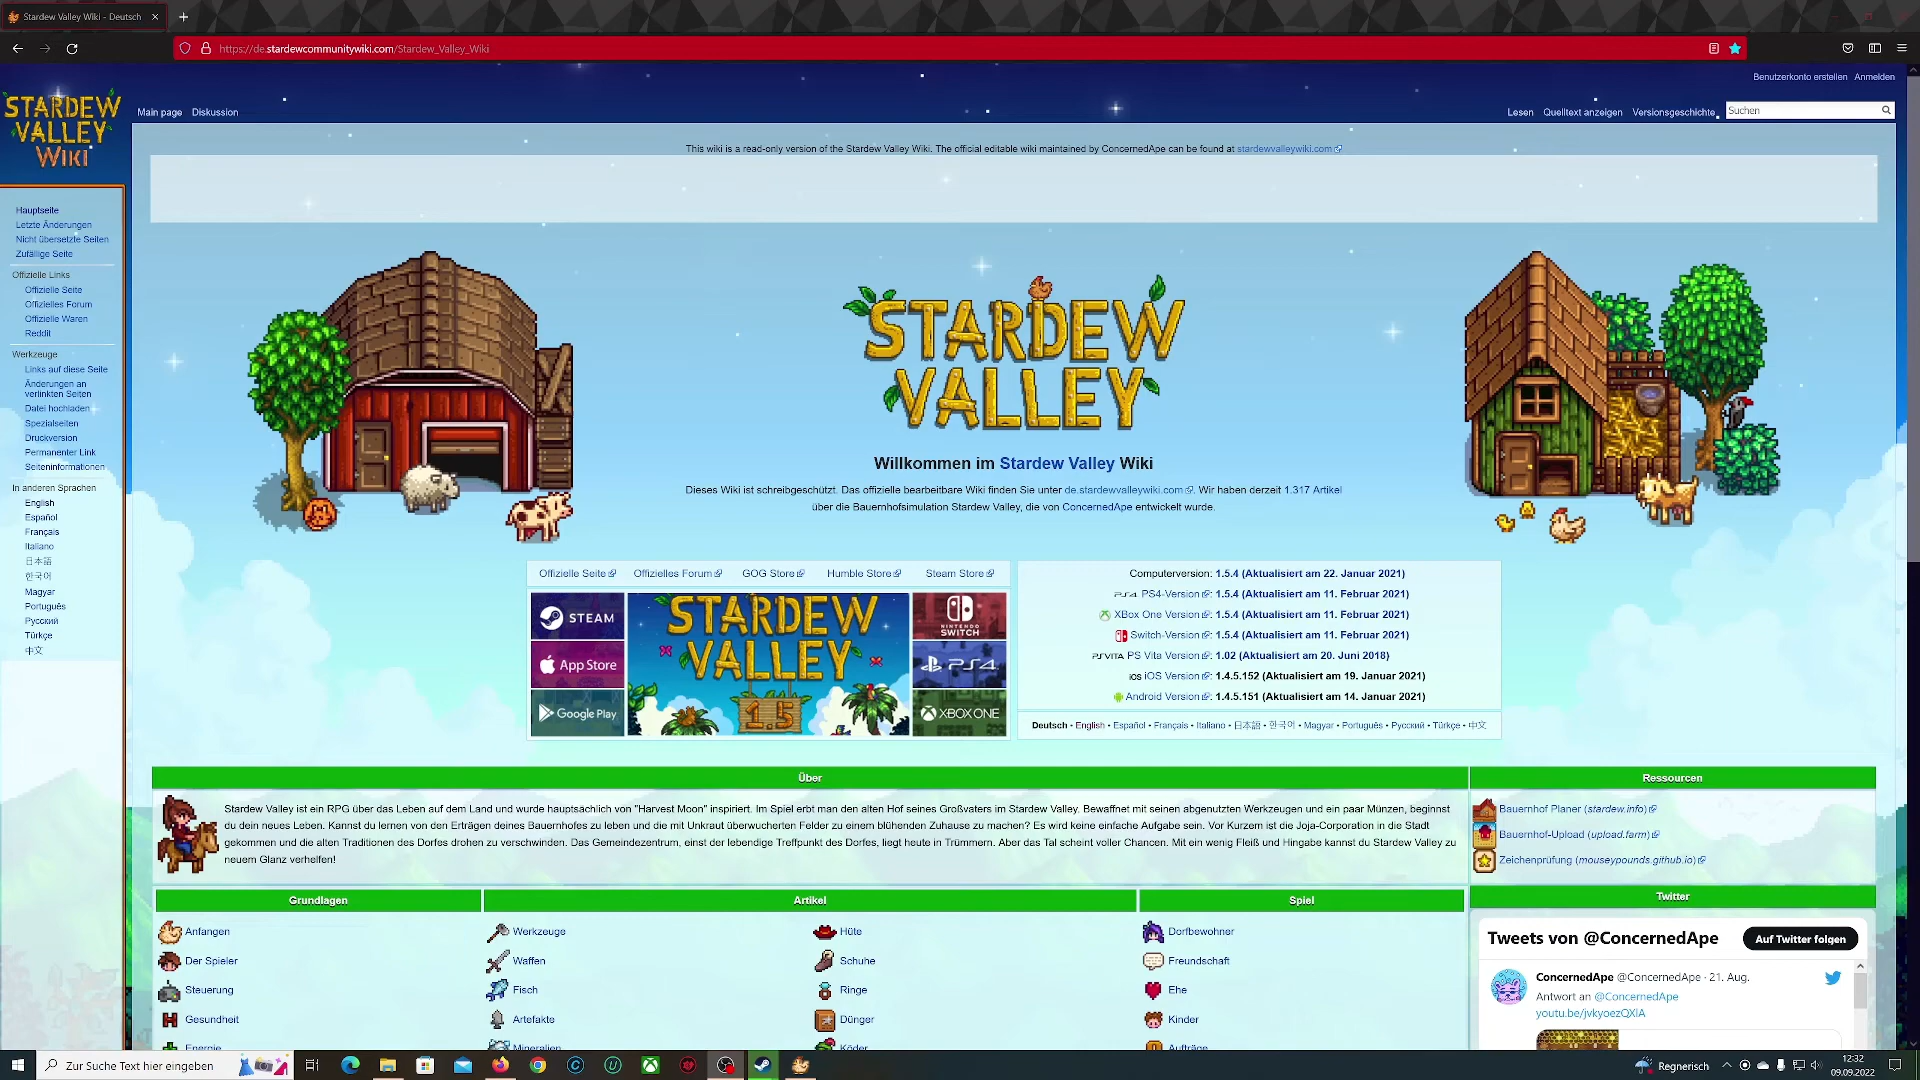 Stardew Valley Wiki - Deutsch
https://de.stardewcommunitywiki.com/Stardew_Valley_Wiki
Benutzerkonto erstellen Anmelden
STARDEW
VALLEY
WIKI
Main page Diskussion
Lesen Quelltext anzeigen Versionsgeschichte Suchen
This wiki is a read-only version of the Stardew Valley Wiki. The official editable wiki maintained by ConcernedApe can be found at stardewvalleywiki.com
Hauptseite
Letzte Änderungen
Nicht übersetzte Seiten
Zufällige Seite
Offizielle Links
Offizielle Seite
Offizielles Forum
Offizielle Waren
Reddit
Werkzeuge
Links auf diese Seite
Änderungen an
verlinkten Seiten
Datei hochladen
Spezialseiten
Druckversion
Permanenter Link
Seiteninformationen
In anderen Sprachen
English
Español
Français
Italiano
日本語
한국어
Magyar
Português
Русский
Türkçe
中文
STARDEW
VALLEY
Willkommen im Stardew Valley Wiki
Dieses Wiki ist schreibgeschützt. Das offizielle bearbeitbare Wiki finden Sie unter de.stardewvalleywiki.com. Wir haben derzeit 1.317 Artikel
über die Bauernhofsimulation Stardew Valley, die von ConcernedApe entwickelt wurde.
Offizielle Seite Offizielles Forum GOG Store Humble Store Steam Store
STEAM
App Store
Google Play
STARDEW
VALLEY
1.5
NINTENDO
SWITCH
PS4
XBOX ONE
Computerversion: 1.5.4 (Aktualisiert am 22. Januar 2021)
PS4 PS4-Version: 1.5.4 (Aktualisiert am 11. Februar 2021)
XBox One-Version: 1.5.4 (Aktualisiert am 11. Februar 2021)
Switch-Version: 1.5.4 (Aktualisiert am 11. Februar 2021)
PSVITA PS Vita Version: 1.02 (Aktualisiert am 20. Juni 2018)
iOS iOS Version: 1.4.5.152 (Aktualisiert am 19. Januar 2021)
Android Version: 1.4.5.151 (Aktualisiert am 14. Januar 2021)
Deutsch • English • Español • Français • Italiano • 日本語 • 한국어 • Magyar • Português • Русский • Türkçe • 中文
Über
Stardew Valley ist ein RPG über das Leben auf dem Land und wurde hauptsächlich von "Harvest Moon" inspiriert. Im Spiel erbt man den alten Hof seines Großvaters im Stardew Valley. Bewaffnet mit seinen abgenutzten Werkzeugen und ein paar Münzen, beginnst
du dein neues Leben. Kannst du lernen von den Erträgen deines Bauernhofes zu leben und die mit Unkraut überwucherten Felder zu einem blühenden Zuhause zu machen? Es wird keine einfache Aufgabe sein. Vor Kurzem ist die Joja-Corporation in die Stadt
gekommen und die alten Traditionen des Dorfes drohen zu verschwinden. Das Gemeindezentrum, einst der lebendige Treffpunkt des Dorfes, liegt heute in Trümmern. Aber das Tal scheint voller Chancen. Mit ein wenig Fleiß und Hingabe kannst du Stardew Valley zu
neuem Glanz verhelfen!
Ressourcen
Bauernhof Planer (stardew.info)
Bauernhof-Upload (upload.farm)
Zeichenprüfung (mouseypounds.github.io)
Grundlagen
Anfangen
Der Spieler
Steuerung
Gesundheit
Energie
Artikel
Werkzeuge
Waffen
Fisch
Artefakte
Mineralien
Hüte
Schuhe
Ringe
Dünger
Köder
Spiel
Dorfbewohner
Freundschaft
Ehe
Kinder
Aufträge
Twitter
Tweets von @ConcernedApe Auf Twitter folgen
ConcernedApe @ConcernedApe · 21. Aug.
Antwort an @ConcernedApe
youtu.be/jvkyoezQXlA
Zur Suche Text hier eingeben
Regnerisch
12:32
09.09.2022